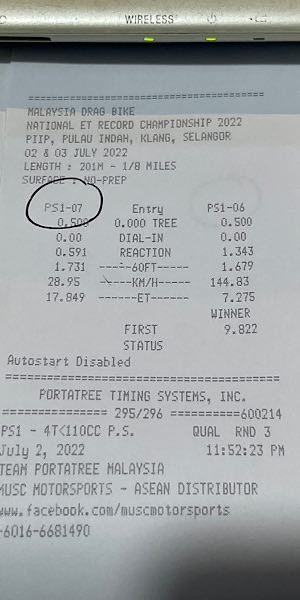 WIRELESS
==================================
MALAYSIA DRAG BIKE
NATIONAL ET RECORD CHAMPIONSHIP 2022
PIIP, PULAU INDAH, KLANG, SELANGOR
02 & 03 JULY 2022
LENGTH : 201M - 1/8 MILES
SURFACE : NO-PREP
PS1-07 Entry PS1-06
0.500 0.000 TREE 0.500
0.00 DIAL-IN 0.00
0.591 REACTION 1.343
1.731 -----60FT------ 1.679
28.95 -----KM/H------ 144.83
17.849 ------ET------- 7.275
WINNER
FIRST 9.822
STATUS
Autostart Disabled
=====================================
PORTATREE TIMING SYSTEMS, INC.
============== 295/296 ==========600214
PS1 - 4T<110CC P.S. QUAL RND 3
July 2, 2022 11:52:23 PM
TEAM PORTATREE MALAYSIA
MUSC MOTORSPORTS - ASEAN DISTRIBUTOR
www.facebook.com/muscmotorsports
-6016-6681490